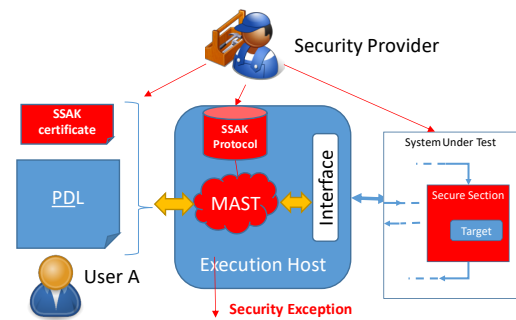 Security Provider
SSAK
certificate
PDL
User A
SSAK
Protocol
MAST
Interface
Execution Host
Security Exception
System Under Test
Secure Section
Target